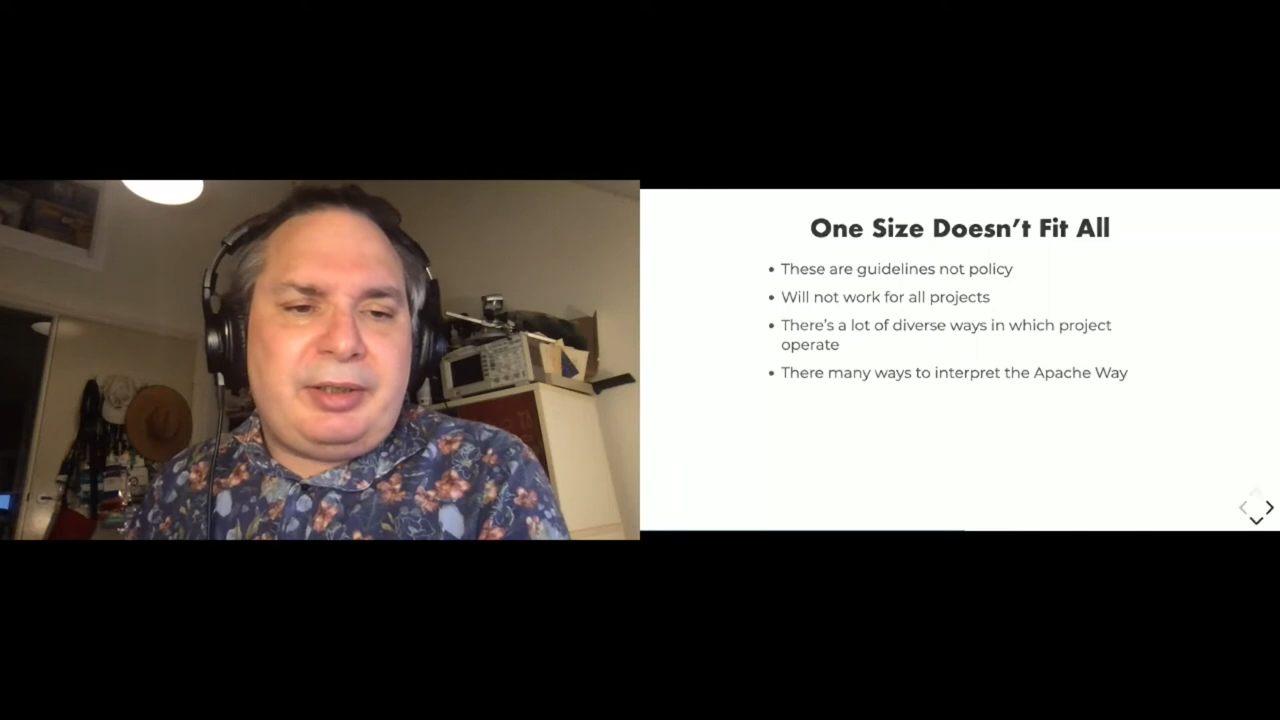 One Size Doesn't Fit All
These are guidelines not policy
Will not work for all projects
There's a lot of diverse ways in which project
operate
There many ways to interpret the Apache Way